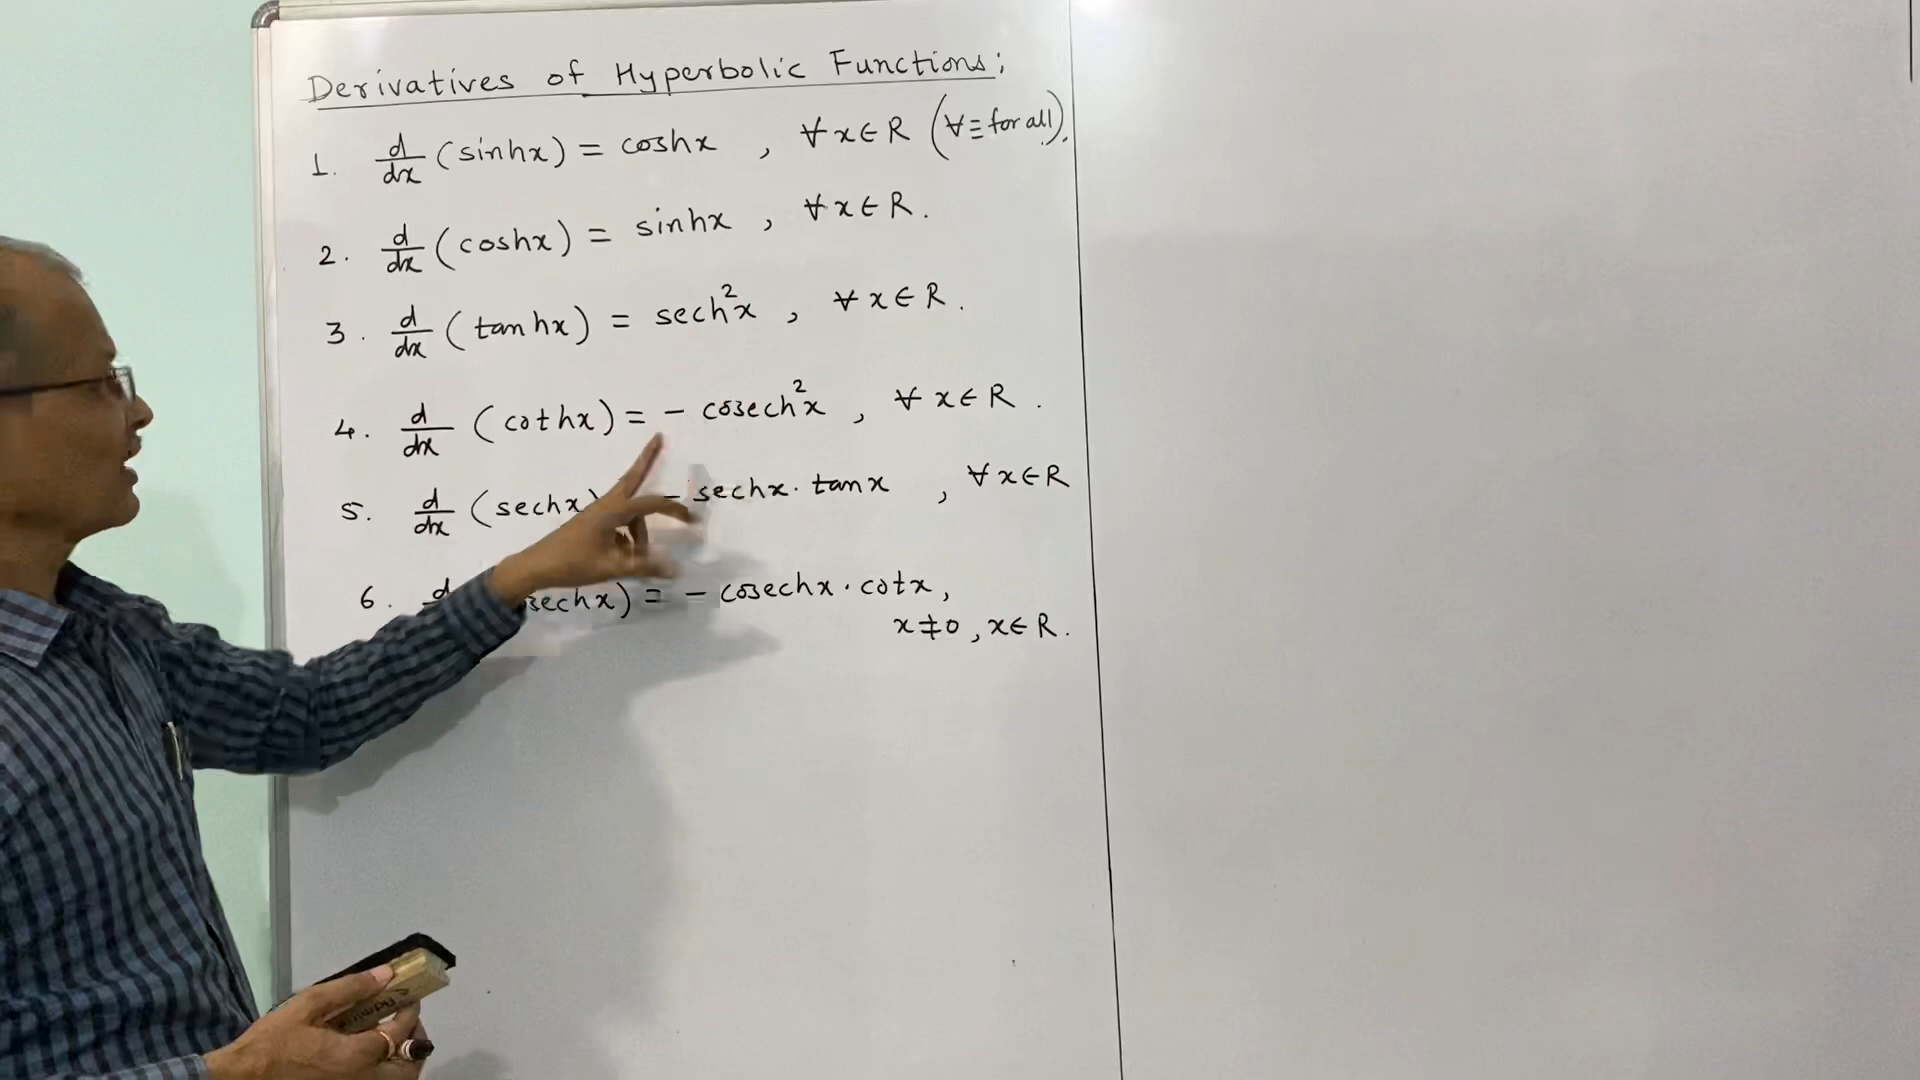 Derivatives of Hyperbolic Functions:
1. d/dx (sinhx) = coshx , ∀ x ∈ R (∀ ≡ for all).
2. d/dx (coshx) = sinhx , ∀ x ∈ R.
3. d/dx (tanhx) = sech²x , ∀ x ∈ R.
4. d/dx (cothx) = - cosech²x , ∀ x ∈ R.
5. d/dx (sechx) - sechx · tanx , ∀ x ∈ R
6. d sechx) = - cosechx · cotx,
x ≠ 0 , x ∈ R.